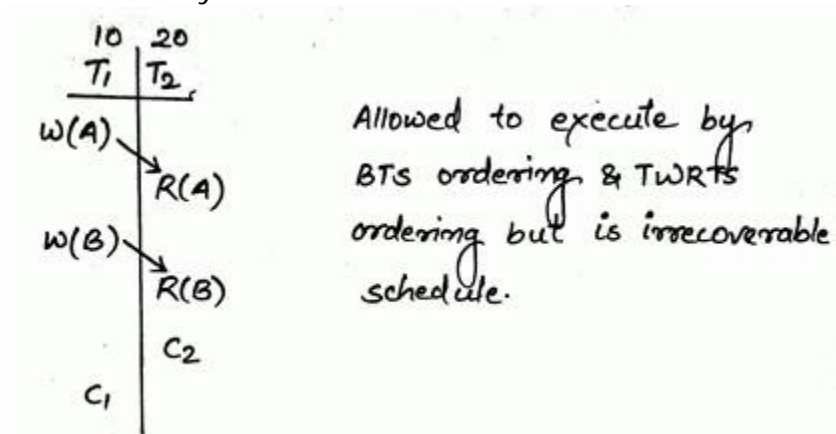 10 20
T1 T2
W(A)
R(A)
W(B)
R(B)
C2
C1
Allowed to execute by
BTS ordering & TWRTS
ordering but is irrecoverable
schedule.